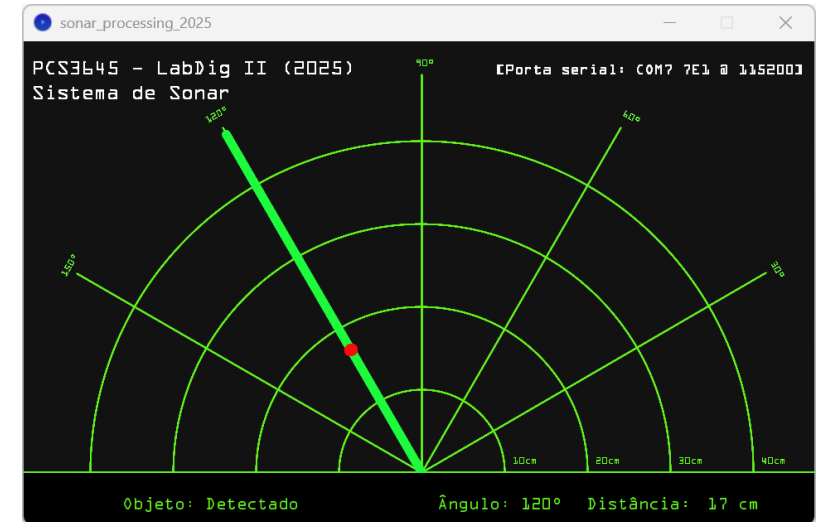 sonar_processing_2025
PCS3645 - LabDig II (2025)
[Porta serial: COM7 7E1 @ 115200]
Sistema de Sonar
90°
120°
60°
150°
30°
10cm
20cm
30cm
40cm
Objeto: Detectado
Ângulo: 120°
Distância: 17 cm